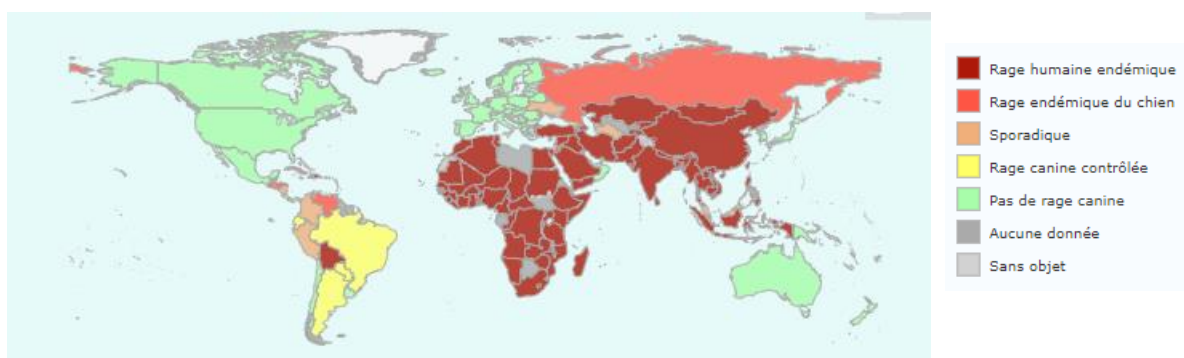 Rage humaine endémique
Rage endémique du chien
Sporadique
Rage canine contrôlée
Pas de rage canine
Aucune donnée
Sans objet